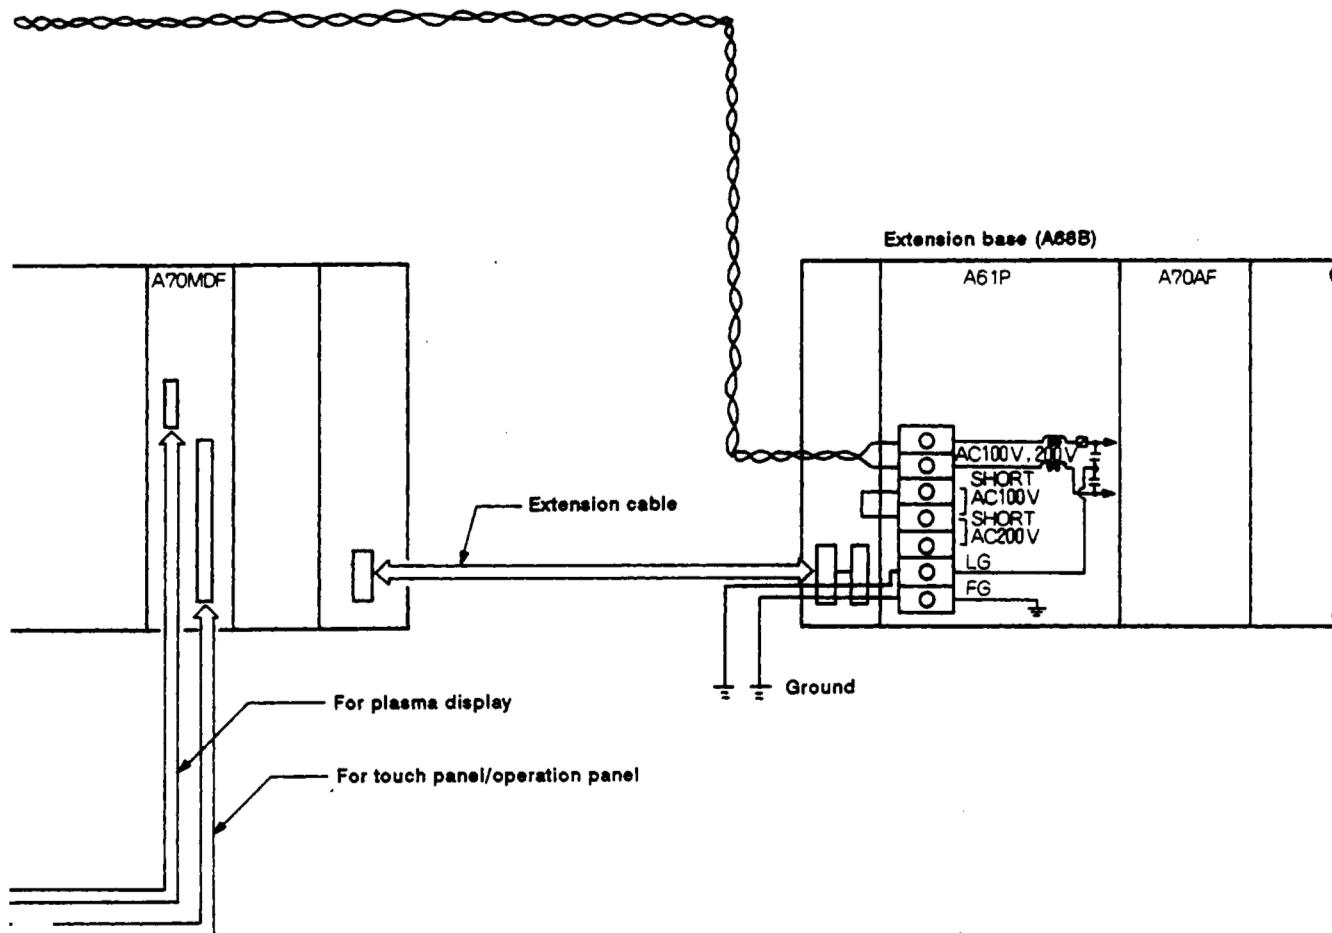 Extension base (A68B)
A70MDF
A61P
A70AF
AC100V, 200V
SHORT
AC100V
SHORT
AC200V
LG
FG
Extension cable
Ground
For plasma display
For touch panel/operation panel